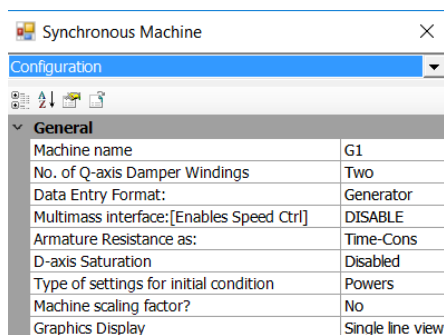 Synchronous Machine
Configuration
General
Machine name G1
No. of Q-axis Damper Windings Two
Data Entry Format: Generator
Multimass interface:[Enables Speed Ctrl] DISABLE
Armature Resistance as: Time-Cons
D-axis Saturation Disabled
Type of settings for initial condition Powers
Machine scaling factor? No
Graphics Display Single line view